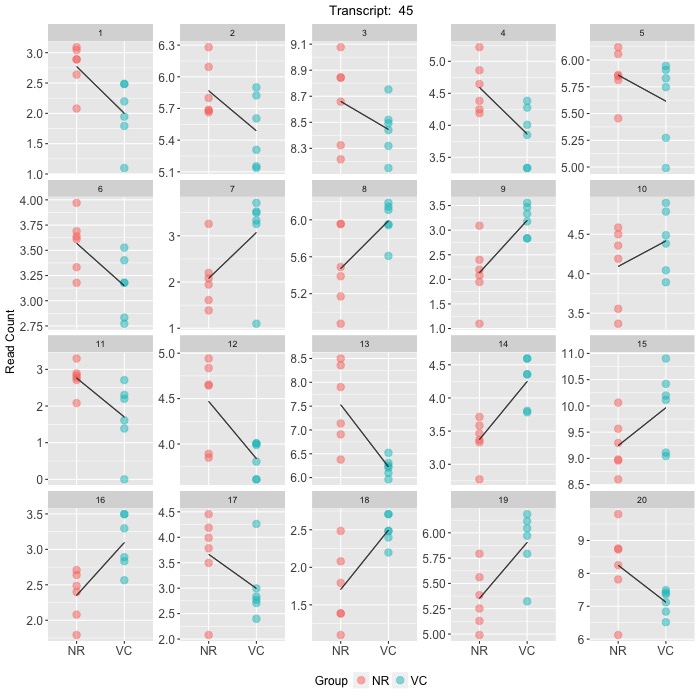 Transcript: 45
1 2 3 4 5
3.0 2.5 2.0 1.5 1.0
6.3 6.0 5.7 5.4 5.1
9.1 8.9 8.7 8.5 8.3
5.0 4.5 4.0 3.5
6.00 5.75 5.50 5.25 5.00
6 7 8 9 10
4.00 3.75 3.50 3.25 3.00 2.75
3 2 1
6.0 5.6 5.2
3.5 3.0 2.5 2.0 1.5 1.0
4.5 4.0 3.5
Read Count
11 12 13 14 15
3 2 1 0
5.0 4.5 4.0
8.5 8.0 7.5 7.0 6.5 6.0
4.5 4.0 3.5 3.0
11.0 10.5 10.0 9.5 9.0 8.5
16 17 18 19 20
3.5 3.0 2.5 2.0
4.5 4.0 3.5 3.0 2.5 2.0
2.5 2.0 1.5
6.00 5.75 5.50 5.25 5.00
9 8 7 6
NR VC NR VC NR VC NR VC NR VC
Group NR VC